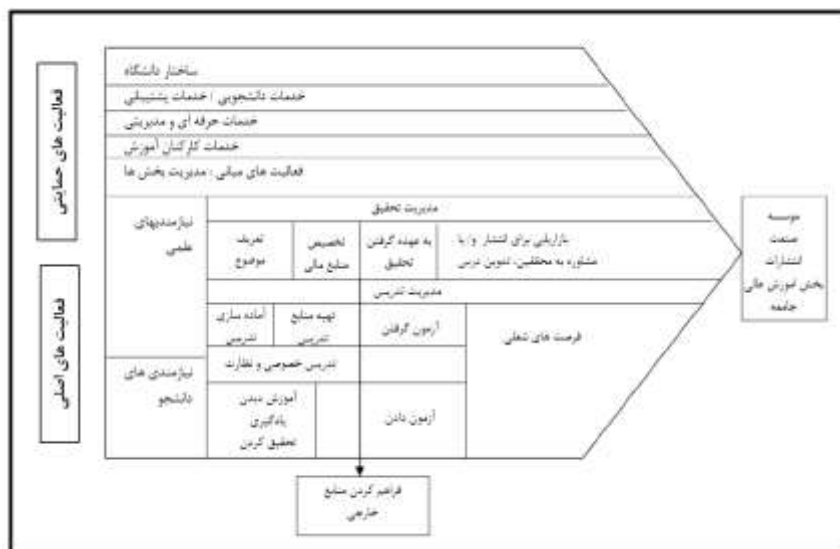 فعالیت های حمایتی
ساختار دانشگاه
خدمات دانشجویی / خدمات پشتیبانی
خدمات حرفه ای و مدیریتی
خدمات کارکنان آموزش
فعالیت های میانی : مدیریت بخش ها
فعالیت های اصلی
نیازمندیهای
علمی
مدیریت تحقیق
تعریف
موضوع
تخصیص
منابع مالی
به عهده گرفتن
تحقیق
بازاریابی برای انتشار و/ یا
مشاوره به محققین، تدوین درس
مدیریت تدریس
آماده سازی
تدریس
تهیه منابع
تدریس
آزمون گرفتن
فرصت های شغلی
تدریس خصوصی و نظارت
نیازمندی های
دانشجو
آموزش دیدن
یادگیری
تحقیق کردن
آزمون دادن
فراهم کردن منابع
خارجی
موسسه
صنعت
انتشارات
بخش آموزش عالی
جامعه